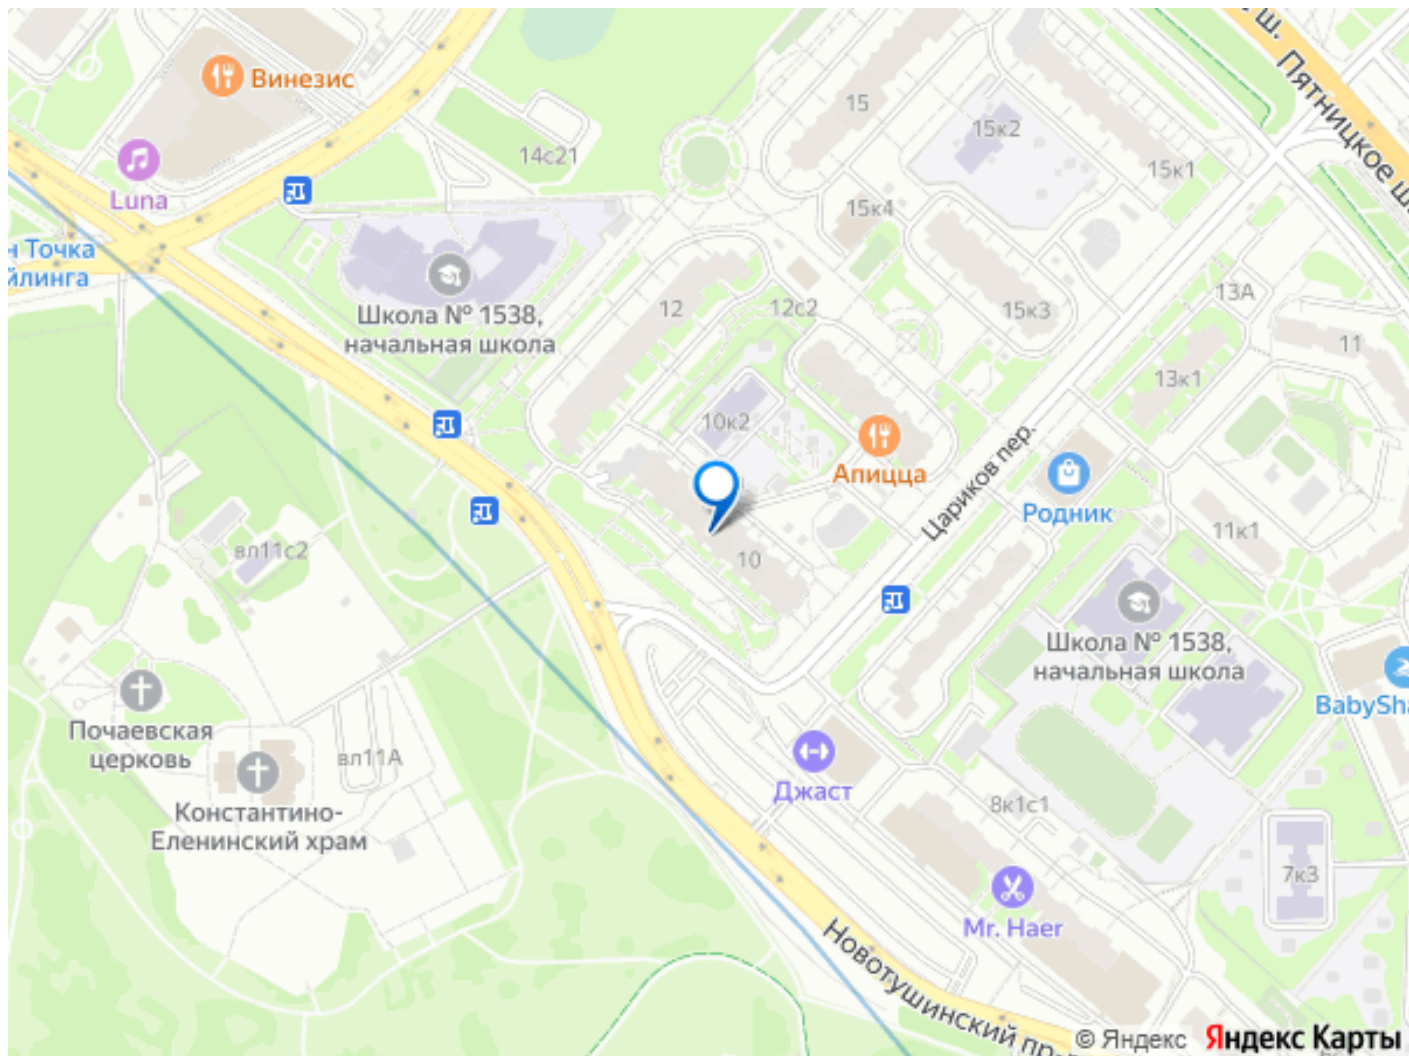 Ш.
Пятницкое ш.
15
Винезис
15к2
14с21
15к1
Luna
15к4
н Точка
йлинга
13А
12
12с2
15к3
Школа № 1538,
начальная школа
11
13к1
10к2
Апицца
Цариков пер.
Родник
11к1
вл11с2
10
Школа № 1538,
начальная школа
BabySha
Почаевская
церковь
вл11А
Джаст
8к1с1
Константино-
Еленинский храм
7к3
Mr. Haer
Новотушинский пр
© Яндекс Яндекс Карты